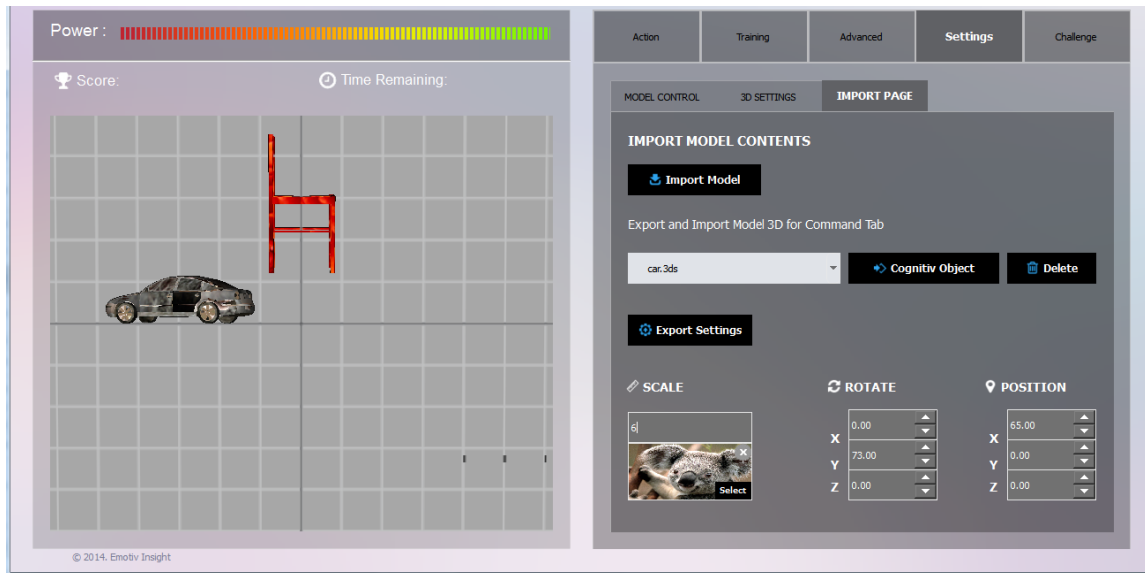 Power :
Score:
Time Remaining:
Action
Training
Advanced
Settings
Challenge
MODEL CONTROL
3D SETTINGS
IMPORT PAGE
IMPORT MODEL CONTENTS
Import Model
Export and Import Model 3D for Command Tab
car.3ds
Cognitiv Object
Delete
Export Settings
SCALE
ROTATE
POSITION
6
Select
X 0.00
Y 73.00
Z 0.00
X 65.00
Y 0.00
Z 0.00
© 2014. Emotiv Insight